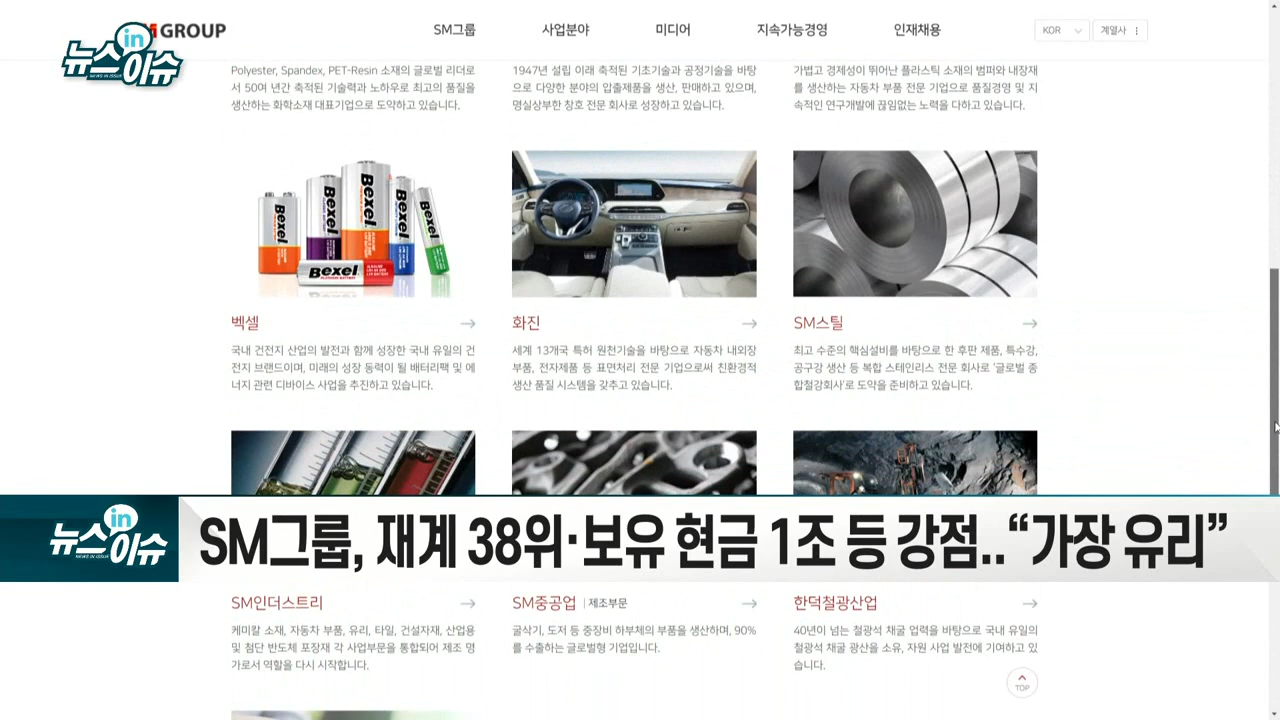 M GROUP
SM그룹 사업분야 미디어 지속가능경영 인재채용
KOR 계열사
뉴스in이슈
NEWS IN ISSUE
Polyester, Spandex, PET-Resin 소재의 글로벌 리더로
서 50여 년간 축적된 기술력과 노하우로 최고의 품질을
생산하는 화학소재 대표기업으로 도약하고 있습니다.
1947년 설립 이래 축적된 기초기술과 공정기술을 바탕
으로 다양한 분야의 압출제품을 생산, 판매하고 있으며,
명실상부한 창호 전문 회사로 성장하고 있습니다.
가볍고 경제성이 뛰어난 플라스틱 소재의 범퍼와 내장재
를 생산하는 자동차 부품 전문 기업으로 품질경영 및 지
속적인 연구개발에 끊임없는 노력을 다하고 있습니다.
Bexel
Bexel
Bexel
Bexel
Bexel
Bexel
벡셀
국내 건전지 산업의 발전과 함께 성장한 국내 유일의 건
전지 브랜드이며, 미래의 성장 동력이 될 배터리팩 및 에
너지 관련 디바이스 사업을 추진하고 있습니다.
화진
세계 13개국 특허 원천기술을 바탕으로 자동차 내외장
부품, 전자제품 등 표면처리 전문 기업으로써 친환경적
생산 품질 시스템을 갖추고 있습니다.
SM스틸
최고 수준의 핵심설비를 바탕으로 한 후판 제품, 특수강,
공구강 생산 등 복합 스테인리스 전문 회사로 '글로벌 종
합철강회사'로 도약을 준비하고 있습니다.
뉴스in이슈
NEWS IN ISSUE
SM그룹, 재계 38위·보유 현금 1조 등 강점..“가장 유리”
SM인더스트리
케미칼 소재, 자동차 부품, 유리, 타일, 건설자재, 산업용
및 첨단 반도체 포장재 각 사업부문을 통합되어 제조 명
가로서 역할을 다시 시작합니다.
SM중공업 | 제조부문
굴삭기, 도저 등 중장비 하부체의 부품을 생산하며, 90%
를 수출하는 글로벌형 기업입니다.
한덕철광산업
40년이 넘는 철광석 채굴 업력을 바탕으로 국내 유일의
철광석 채굴 광산을 소유, 자원 사업 발전에 기여하고 있
습니다.
TOP